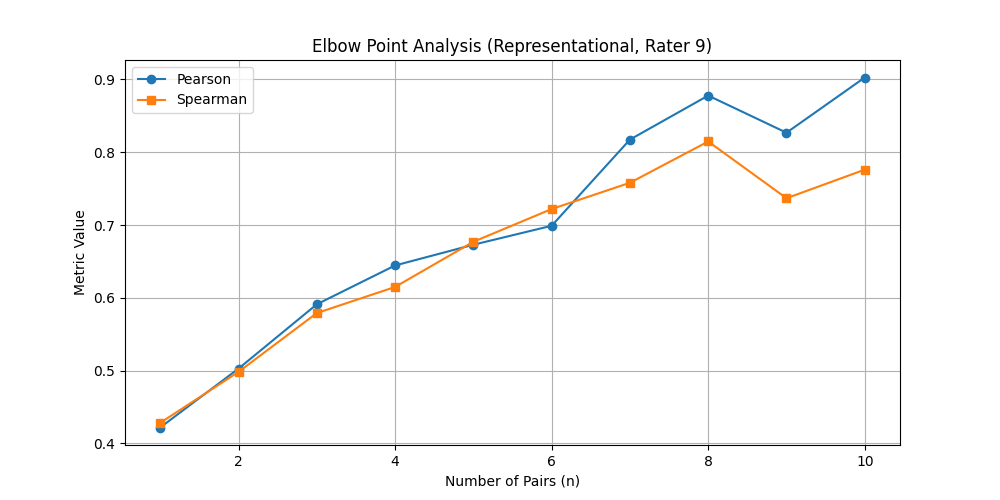 Elbow Point Analysis (Representational, Rater 9)
Pearson
Spearman
Metric Value
0.9
0.8
0.7
0.6
0.5
0.4
2 4 6 8 10
Number of Pairs (n)